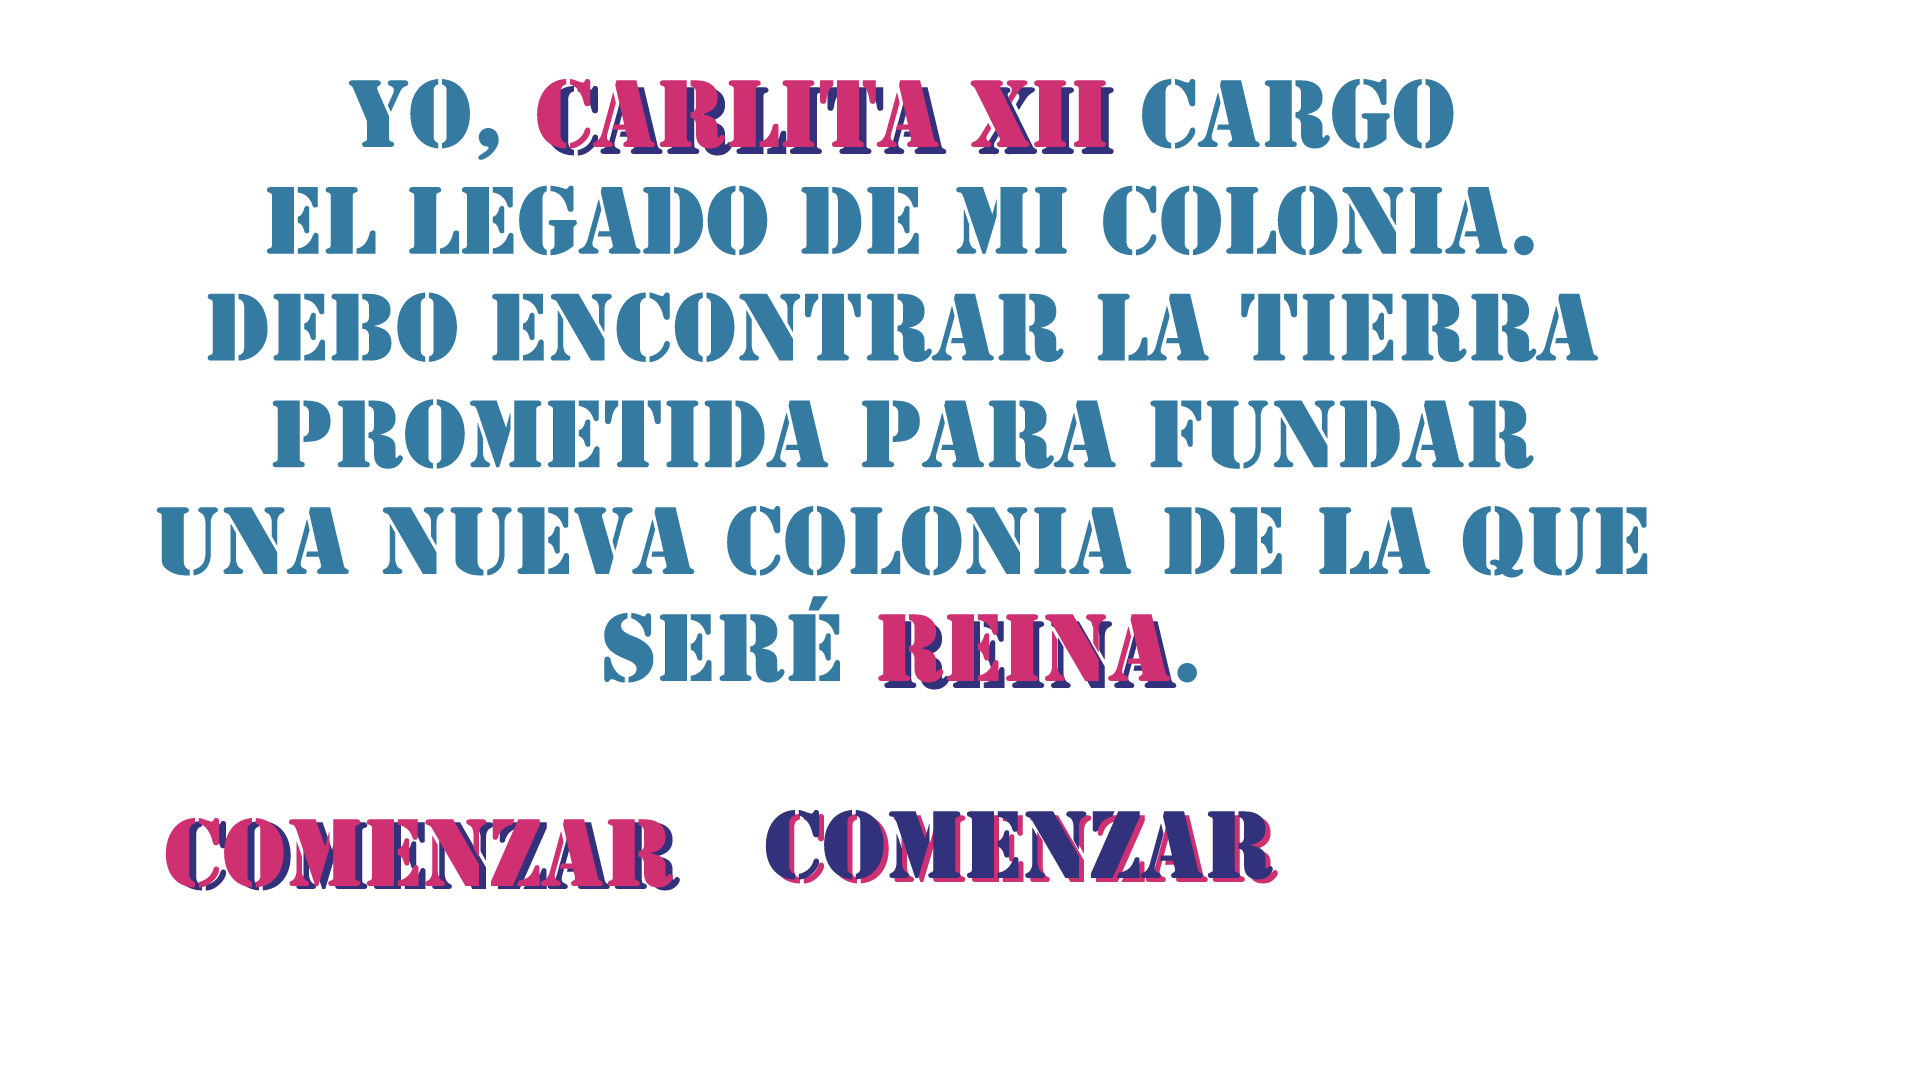 YO, CARLITA XII CARGO
EL LEGADO DE MI COLONIA.
DEBO ENCONTRAR LA TIERRA
PROMETIDA PARA FUNDAR
UNA NUEVA COLONIA DE LA QUE
SERÉ REINA.
COMENZAR COMENZAR